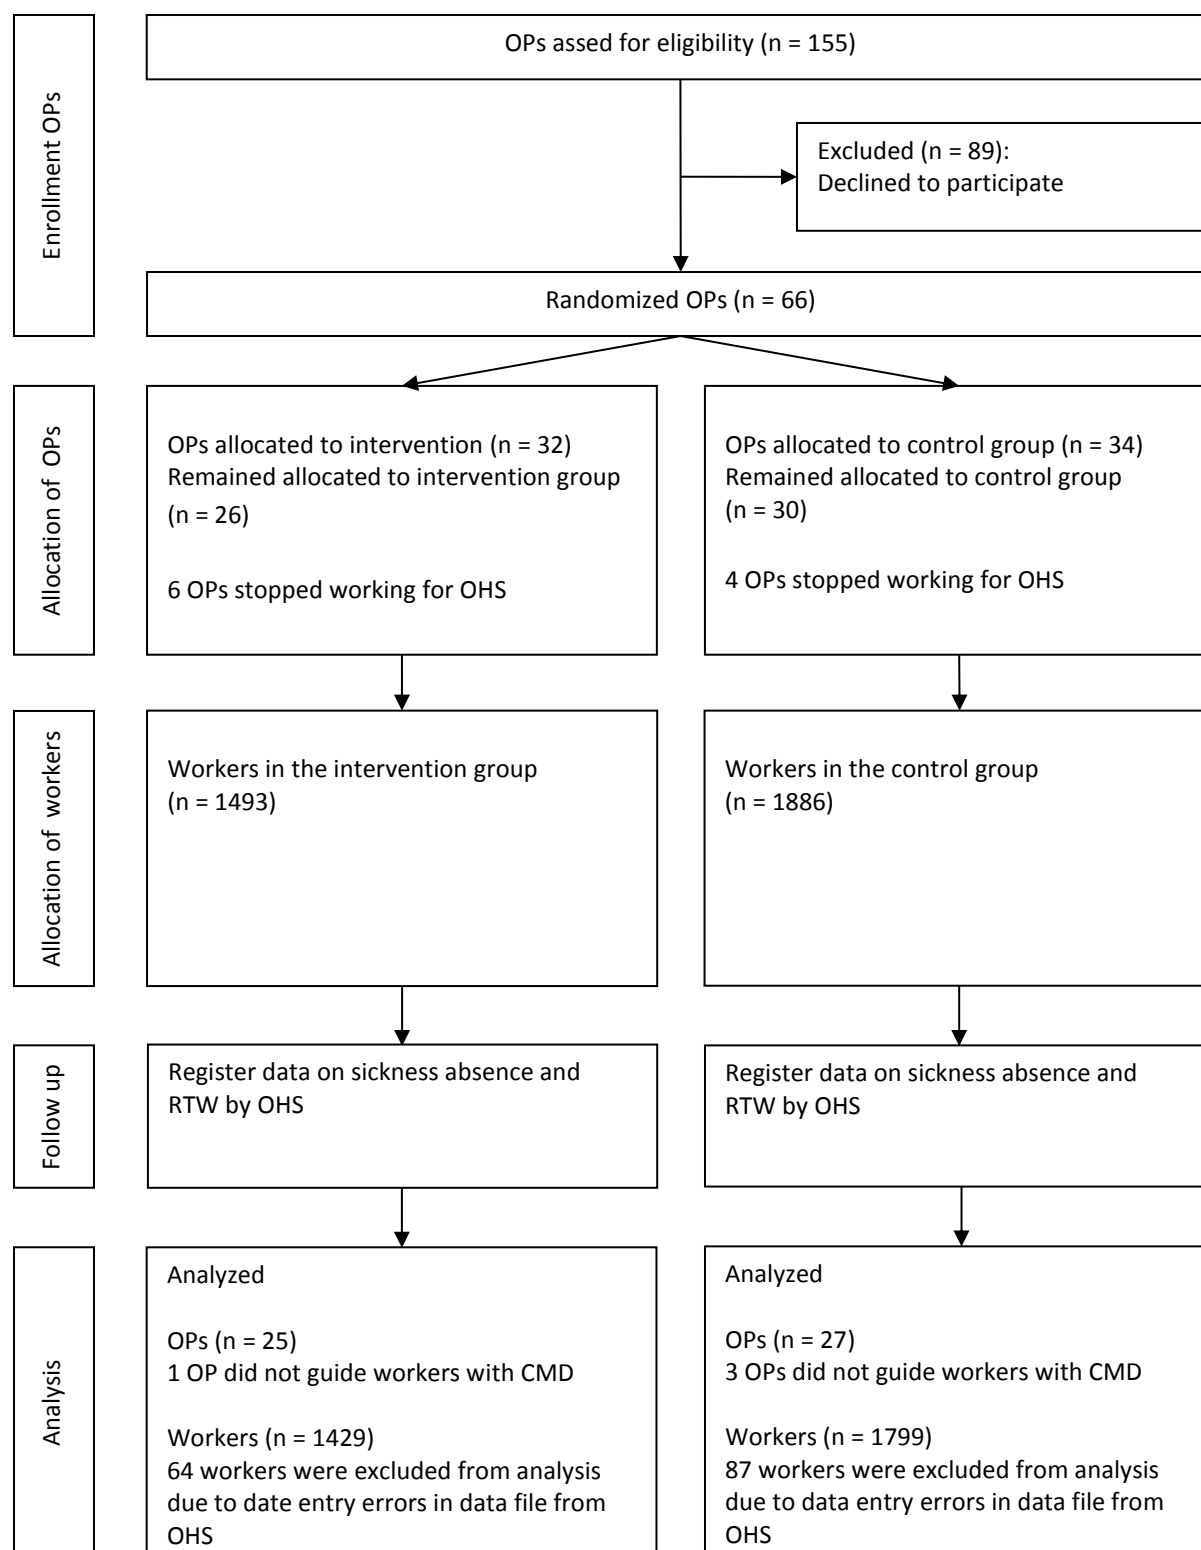 Enrollment OPs
OPs assed for eligibility (n = 155)
Excluded (n = 89):
Declined to participate
Randomized OPs (n = 66)
Allocation of OPs
OPs allocated to intervention (n = 32)
Remained allocated to intervention group
(n = 26)
6 OPs stopped working for OHS
OPs allocated to control group (n = 34)
Remained allocated to control group
(n = 30)
4 OPs stopped working for OHS
Allocation of workers
Workers in the intervention group
(n = 1493)
Workers in the control group
(n = 1886)
Follow up
Register data on sickness absence and
RTW by OHS
Register data on sickness absence and
RTW by OHS
Analysis
Analyzed
OPs (n = 25)
1 OP did not guide workers with CMD
Workers (n = 1429)
64 workers were excluded from analysis
due to date entry errors in data file from
OHS
Analyzed
OPs (n = 27)
3 OPs did not guide workers with CMD
Workers (n = 1799)
87 workers were excluded from analysis
due to data entry errors in data file from
OHS